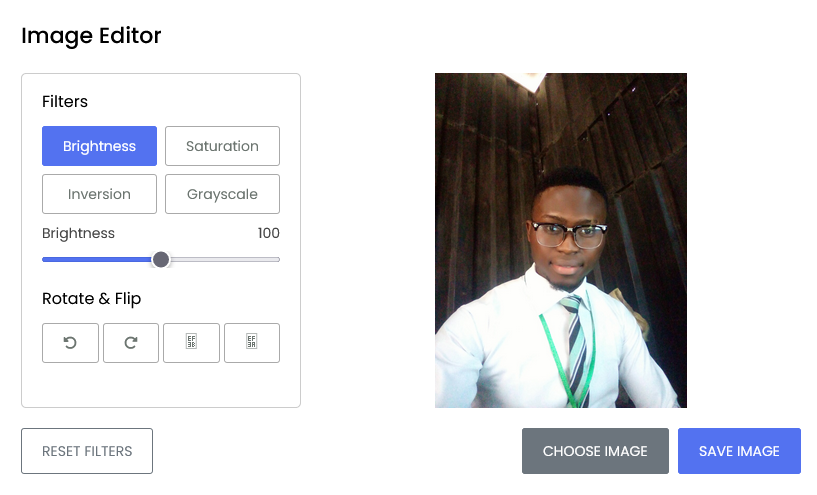 Image Editor
Filters
Brightness
Saturation
Inversion
Grayscale
Brightness 100
Rotate & Flip
RESET FILTERS
CHOOSE IMAGE
SAVE IMAGE